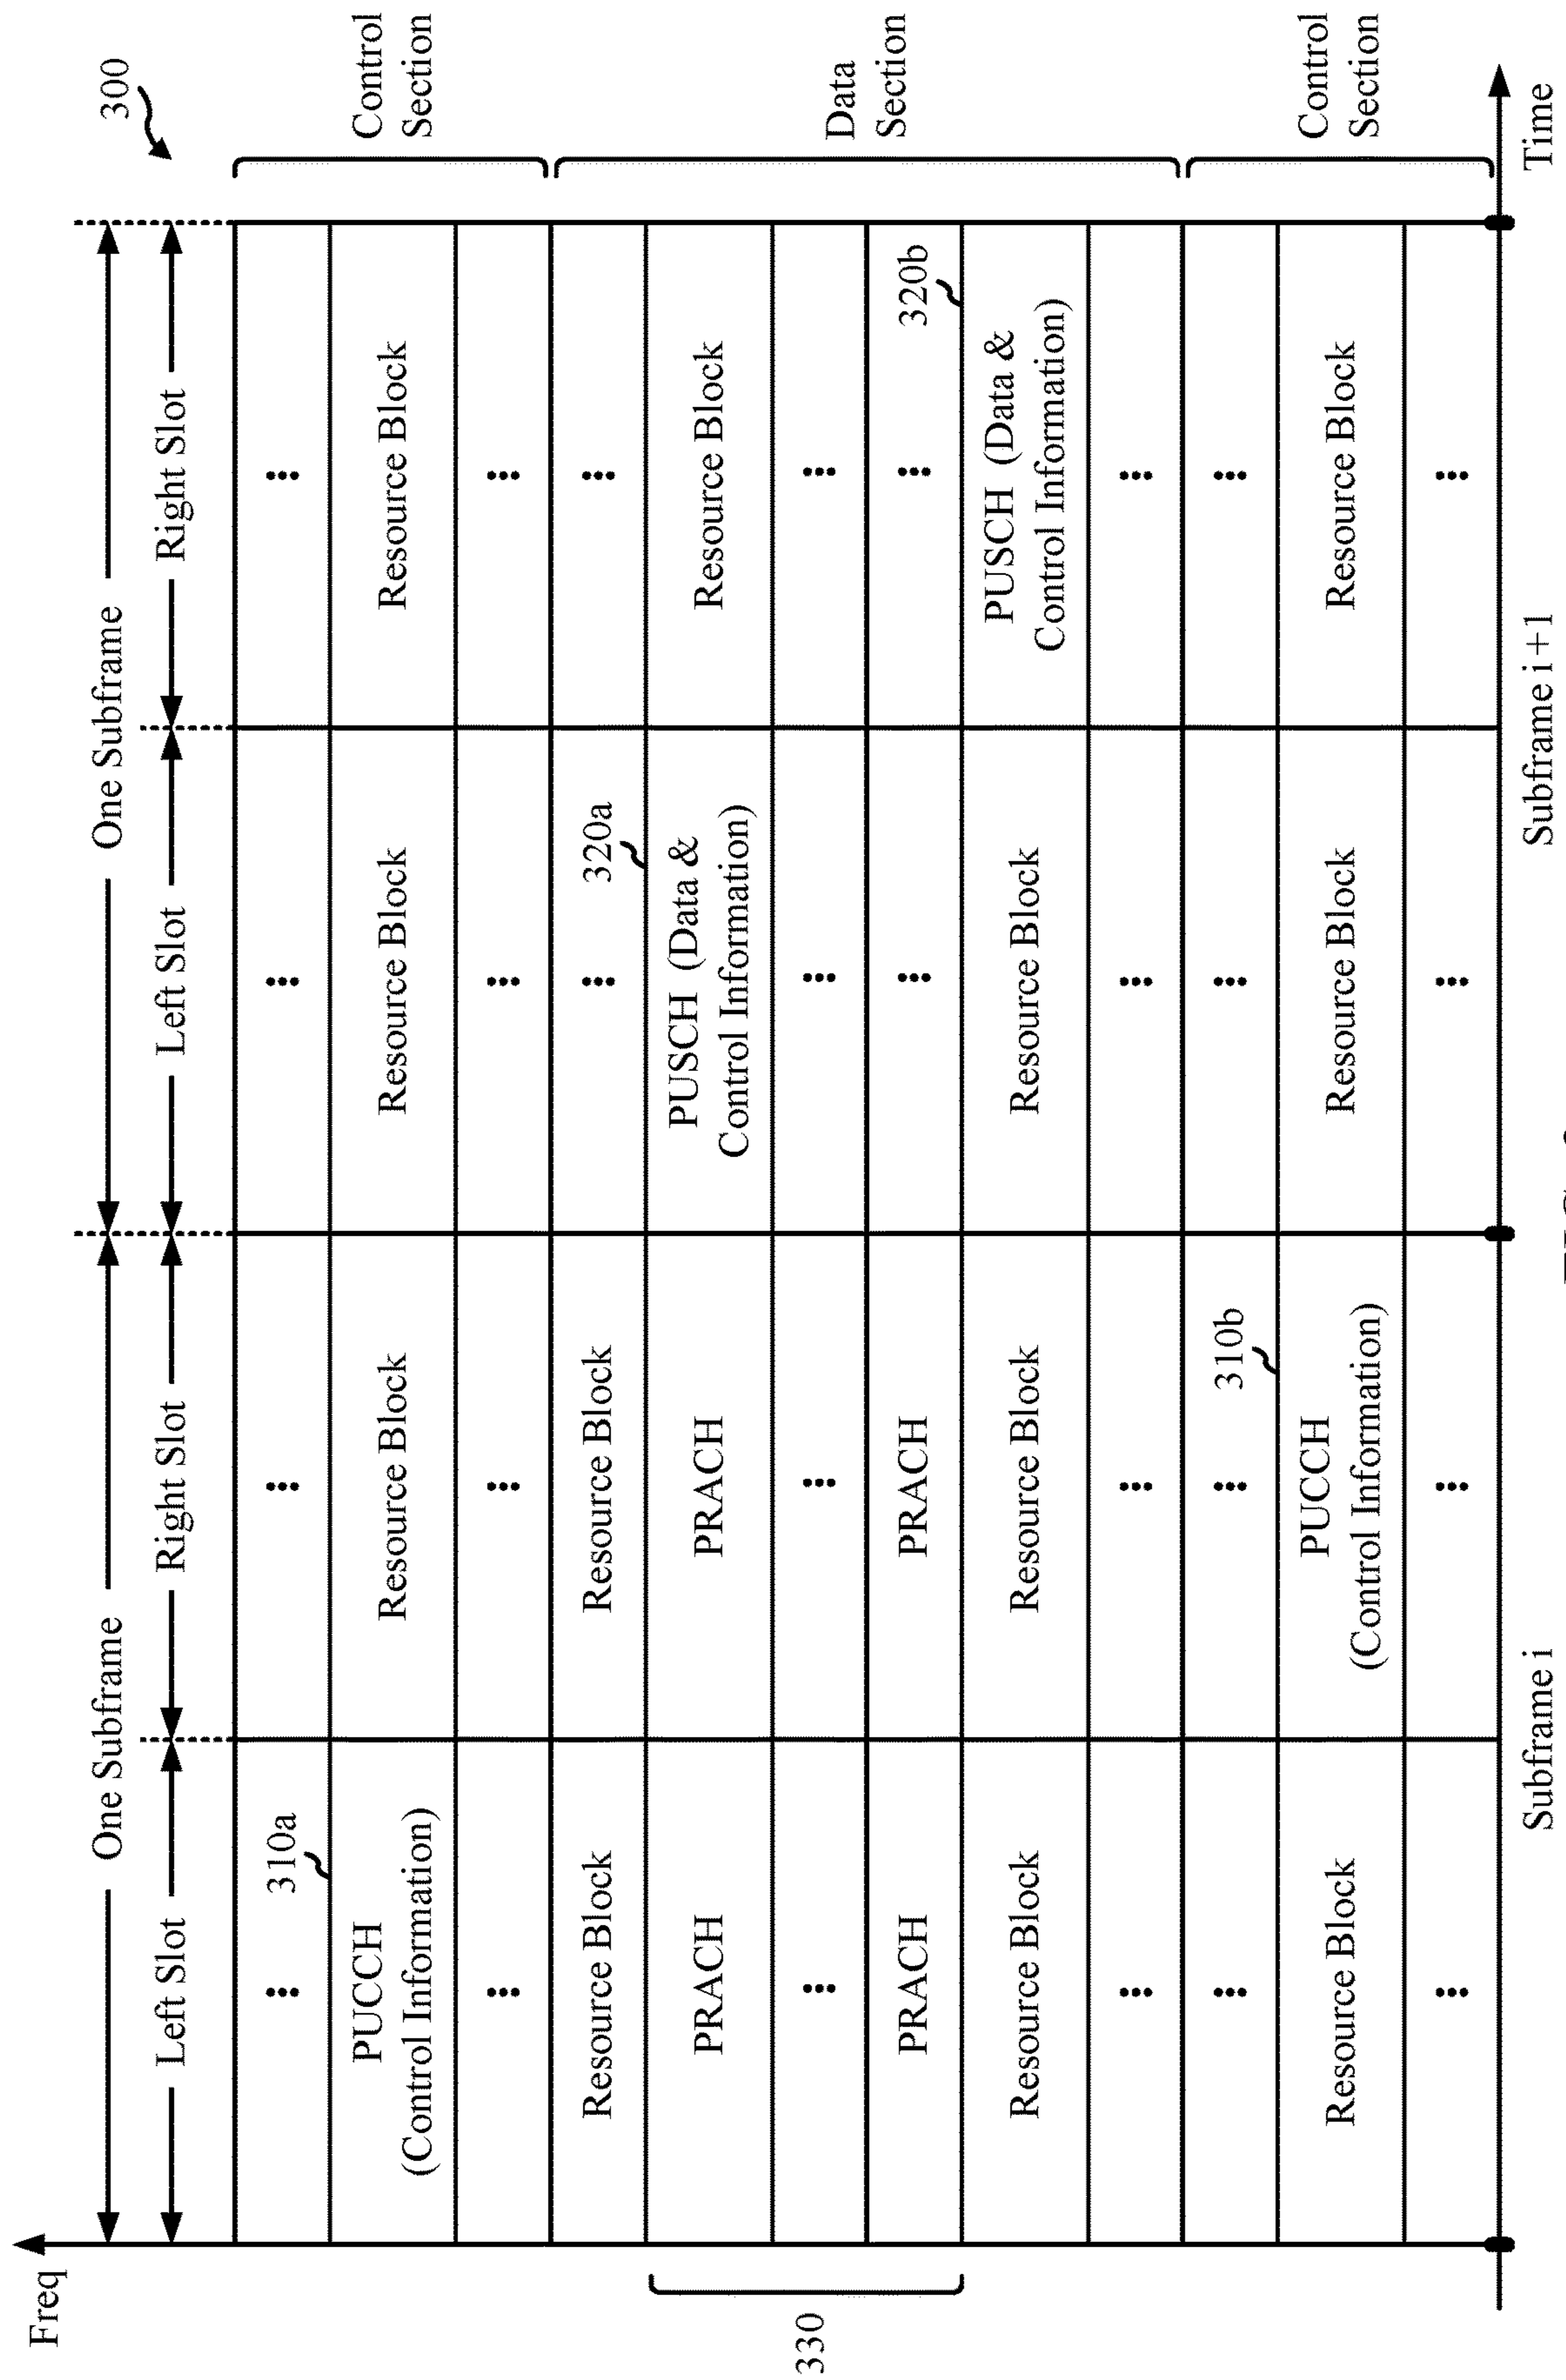 Freq
300
One Subframe
One Subframe
Left Slot
Right Slot
Left Slot
Right Slot
310a
PUCCH
(Control Information)
Resource Block
Resource Block
Resource Block
Control
Section
Resource Block
Resource Block
320a
330
PRACH
PRACH
PUSCH (Data &
Control Information)
Resource Block
Data
Section
PRACH
PRACH
320b
Resource Block
Resource Block
Resource Block
PUSCH (Data &
Control Information)
310b
Resource Block
PUCCH
(Control Information)
Resource Block
Resource Block
Control
Section
Subframe i
Subframe i+1
Time